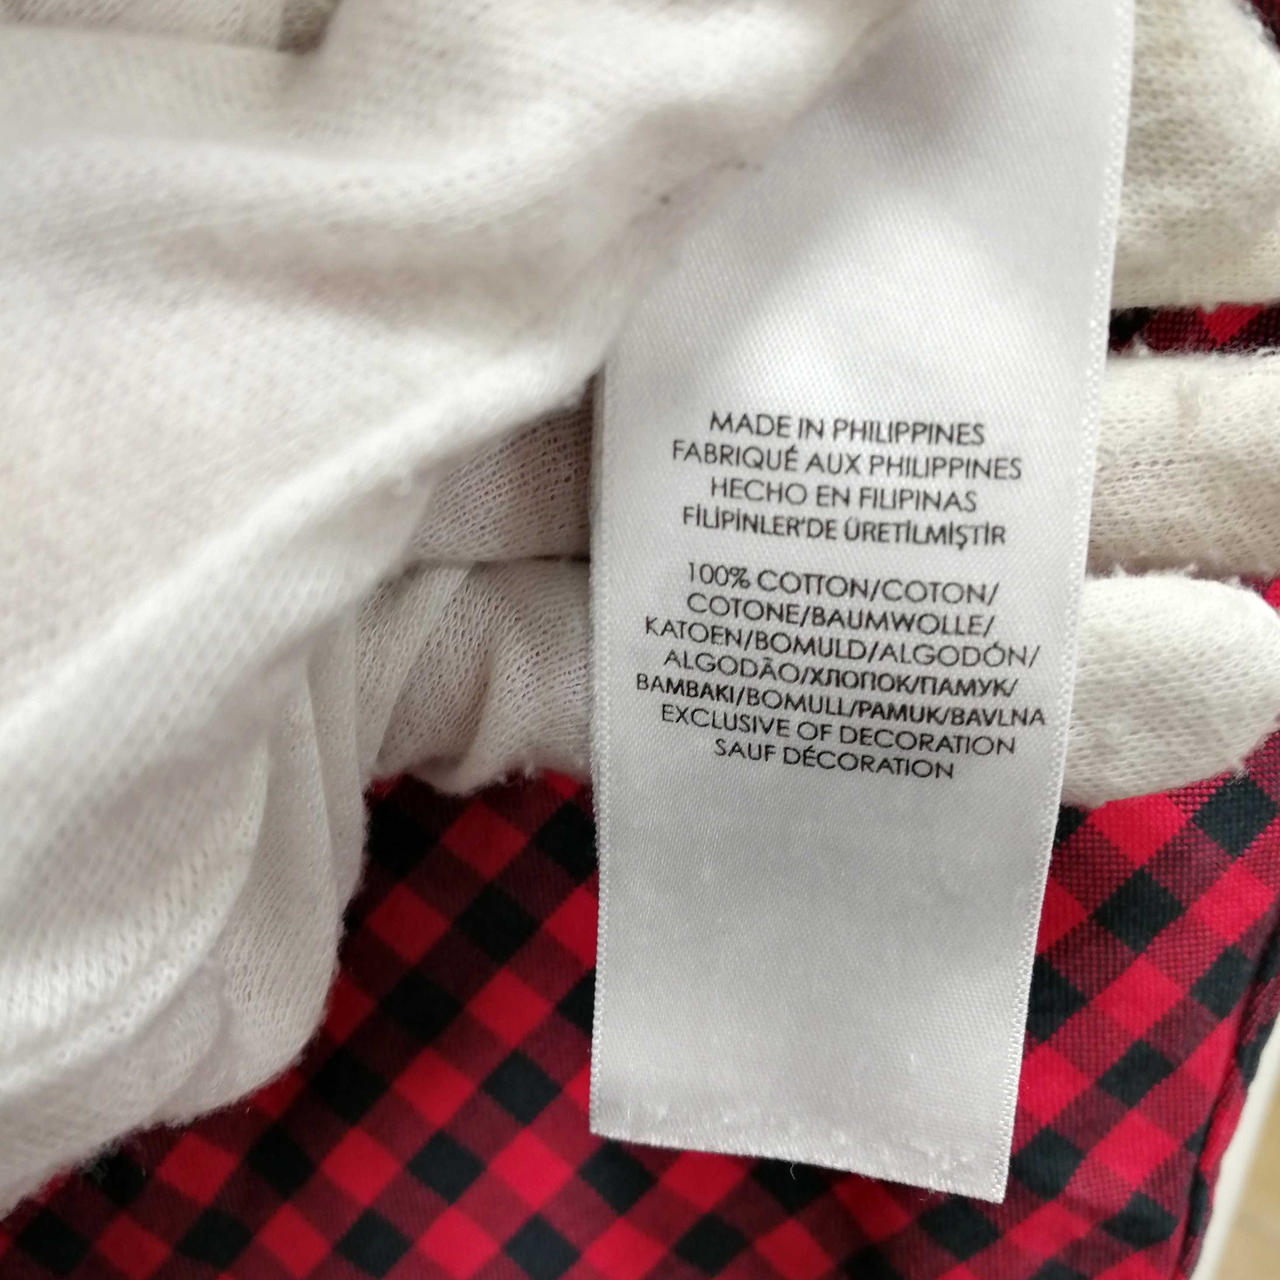 MADE IN PHILIPPINES
FABRIQUÉ AUX PHILIPPINES
HECHO EN FILIPINAS
FİLİPİNLER'DE ÜRETİLMİŞTİR
100% COTTON/COTON/
COTONE/BAUMWOLLE/
KATOEN/BOMULD/ALGODÓN/
ALGODÃO/ХЛОПОК/ПАМУК/
BAMBAKI/BOMULL/PAMUK/BAVLNA
EXCLUSIVE OF DECORATION
SAUF DÉCORATION